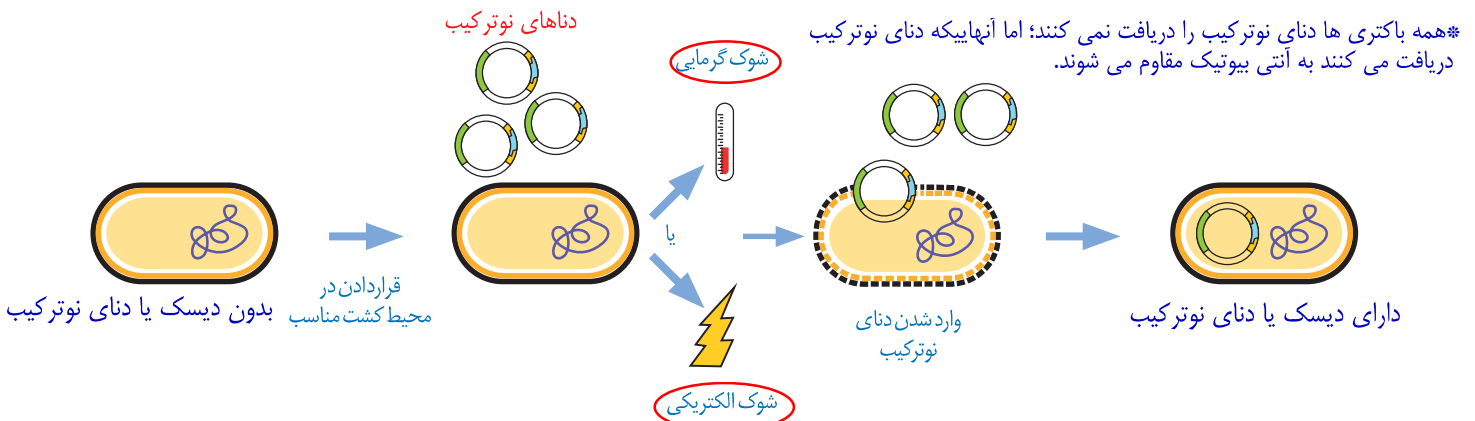 دناهای نوترکیب
شوک گرمایی
*همه باکتری ها دنای نوترکیب را دریافت نمی کنند؛ اما آنهاییکه دنای نوترکیب
دریافت می کنند به آنتی بیوتیک مقاوم می شوند.
یا
بدون دیسک یا دنای نوترکیب
قراردادن در
محیط کشت مناسب
وارد شدن دنای
نوترکیب
دارای دیسک یا دنای نوترکیب
شوک الکتریکی